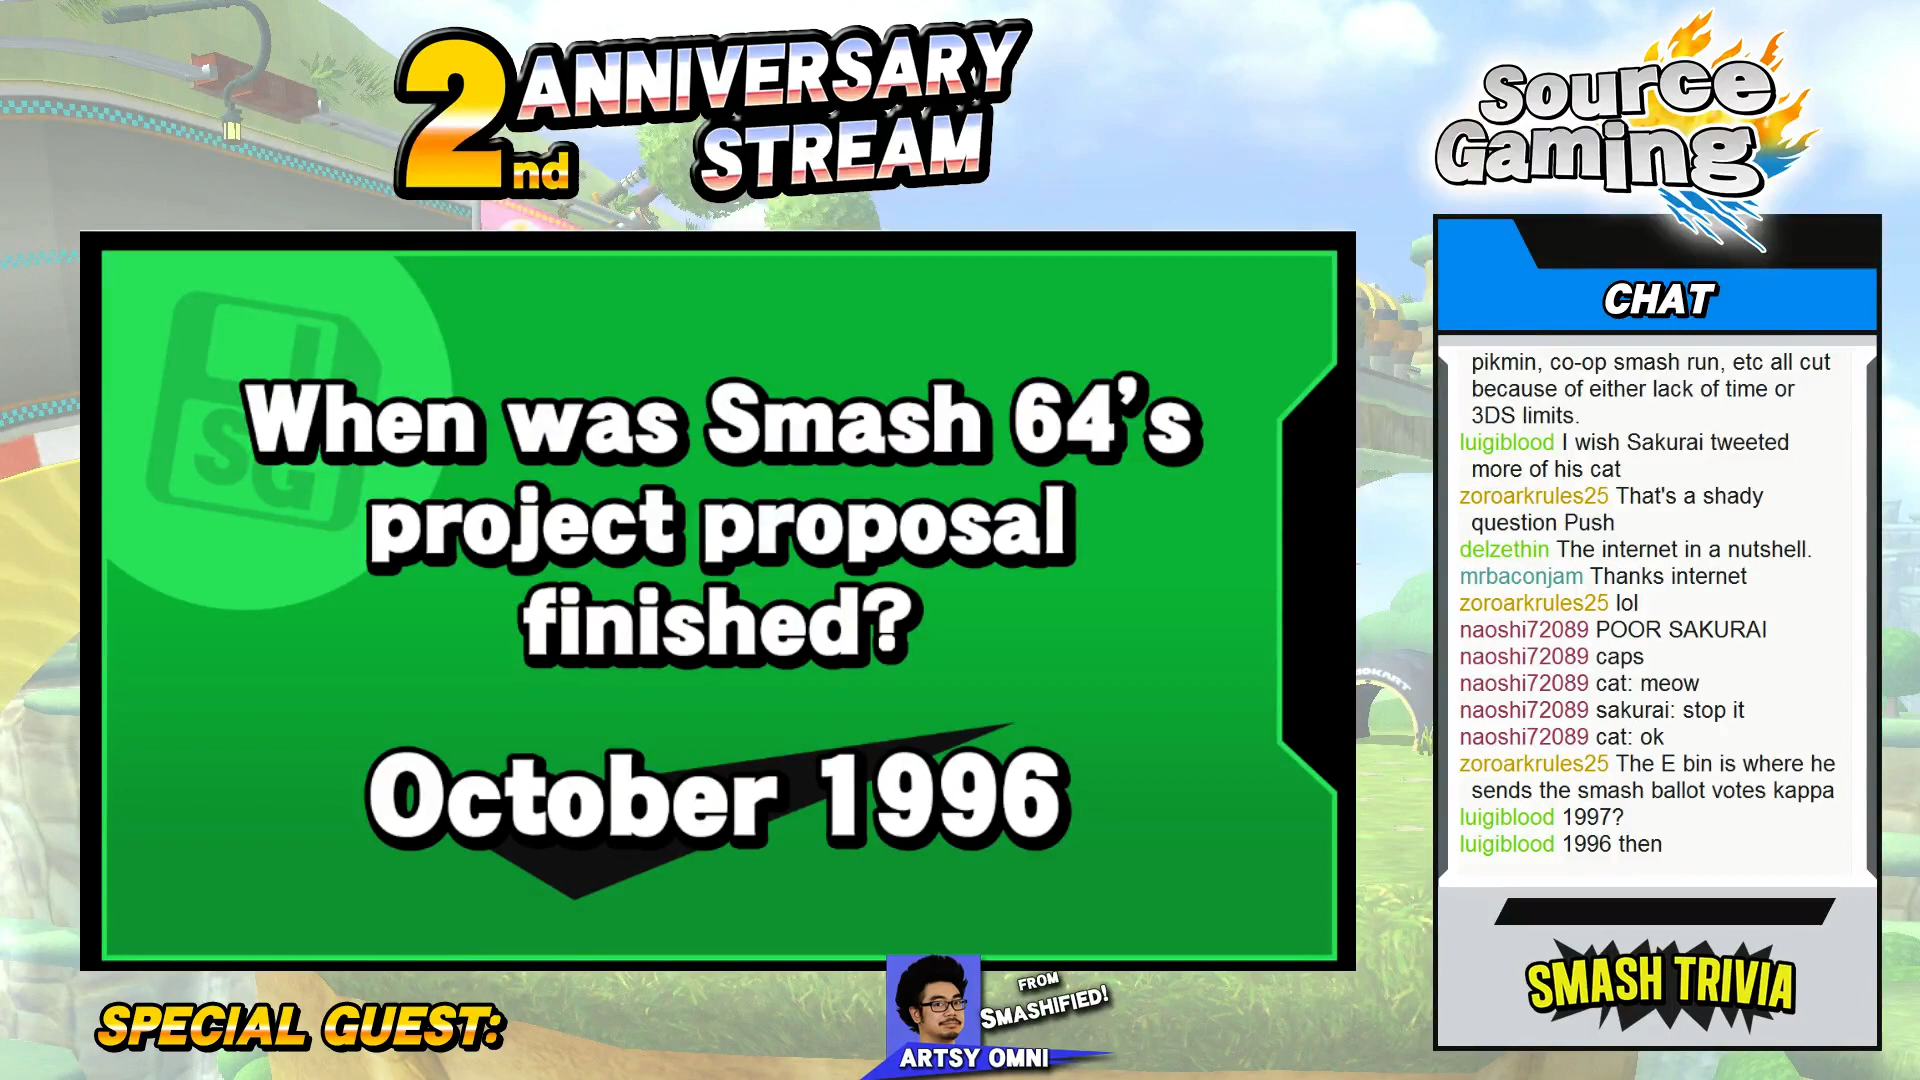 2nd ANNIVERSARY
STREAM
Source
Gaming
SG
When was Smash 64's
project proposal
finished?
October 1996
CHAT
pikmin, co-op smash run, etc all cut
because of either lack of time or
3DS limits.
luigiblood I wish Sakurai tweeted
more of his cat
zoroarkrules25 That's a shady
question Push
delzethin The internet in a nutshell.
mrbaconjam Thanks internet
zoroarkrules25 lol
naoshi72089 POOR SAKURAI
naoshi72089 caps
naoshi72089 cat: meow
naoshi72089 sakurai: stop it
naoshi72089 cat: ok
zoroarkrules25 The E bin is where he
sends the smash ballot votes kappa
luigiblood 1997?
luigiblood 1996 then
SMASH TRIVIA
SPECIAL GUEST:
FROM
SMASHIFIED!
ARTSY OMNI